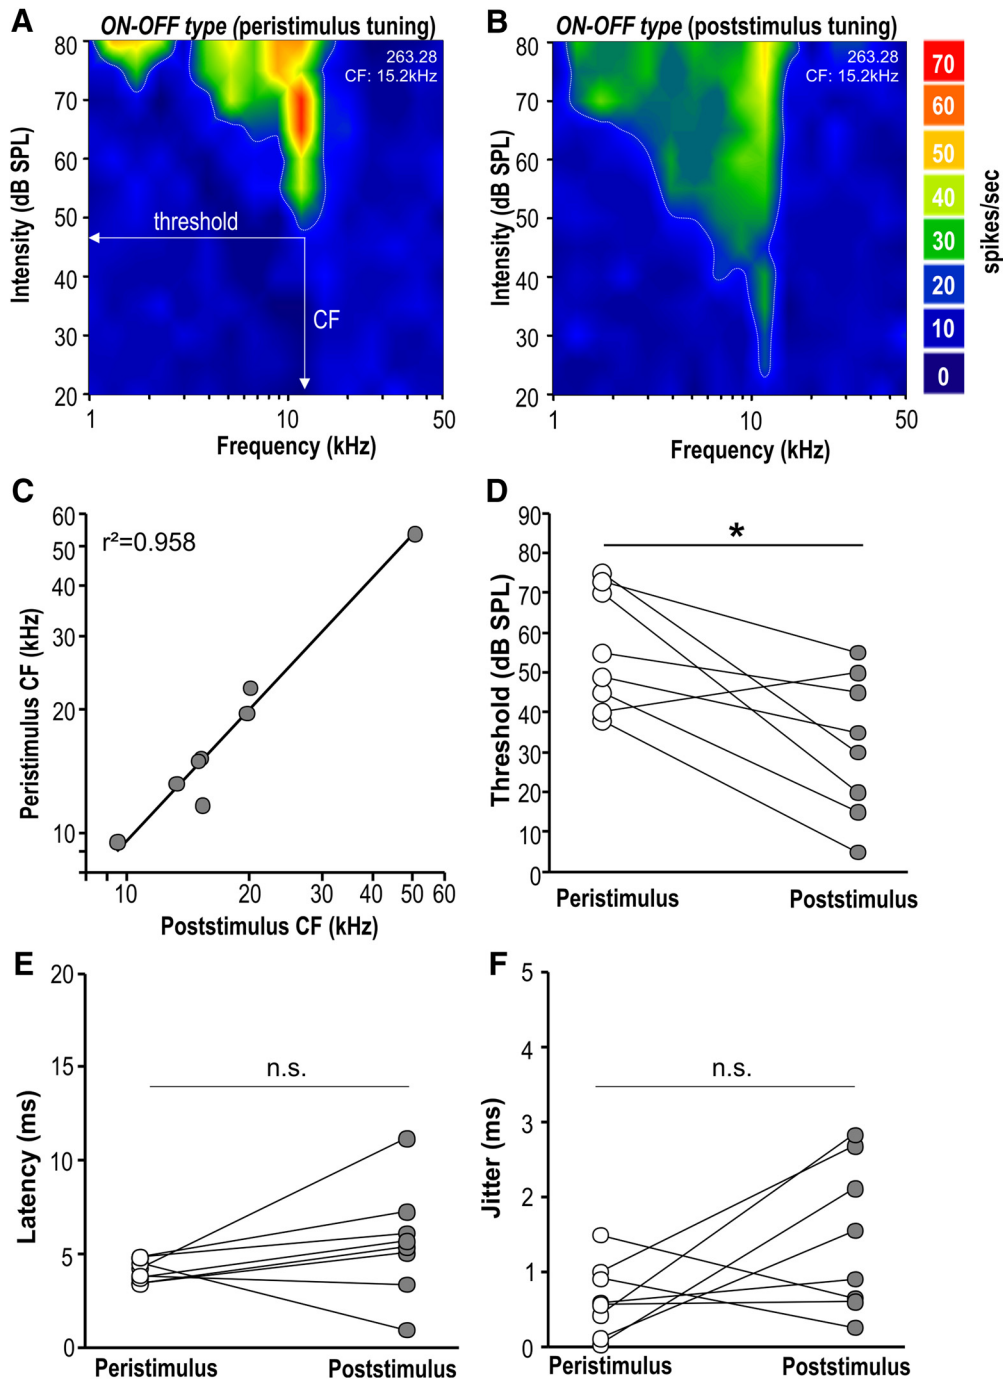 A
ON-OFF type (peristimulus tuning)
263.28
CF: 15.2kHz
80
70
60
50
40
30
20
Intensity (dB SPL)
threshold
CF
1
10
50
Frequency (kHz)
B
ON-OFF type (poststimulus tuning)
263.28
CF: 15.2kHz
80
70
60
50
40
30
20
Intensity (dB SPL)
1
10
50
Frequency (kHz)
70
60
50
40
30
20
10
0
spikes/sec
C
r²=0.958
60
50
40
30
20
10
Peristimulus CF (kHz)
10
20
30
40
50
60
Poststimulus CF (kHz)
D
*
90
80
70
60
50
40
30
20
10
0
Threshold (dB SPL)
Peristimulus
Poststimulus
E
n.s.
20
15
10
5
0
Latency (ms)
Peristimulus
Poststimulus
F
n.s.
5
4
3
2
1
0
Jitter (ms)
Peristimulus
Poststimulus